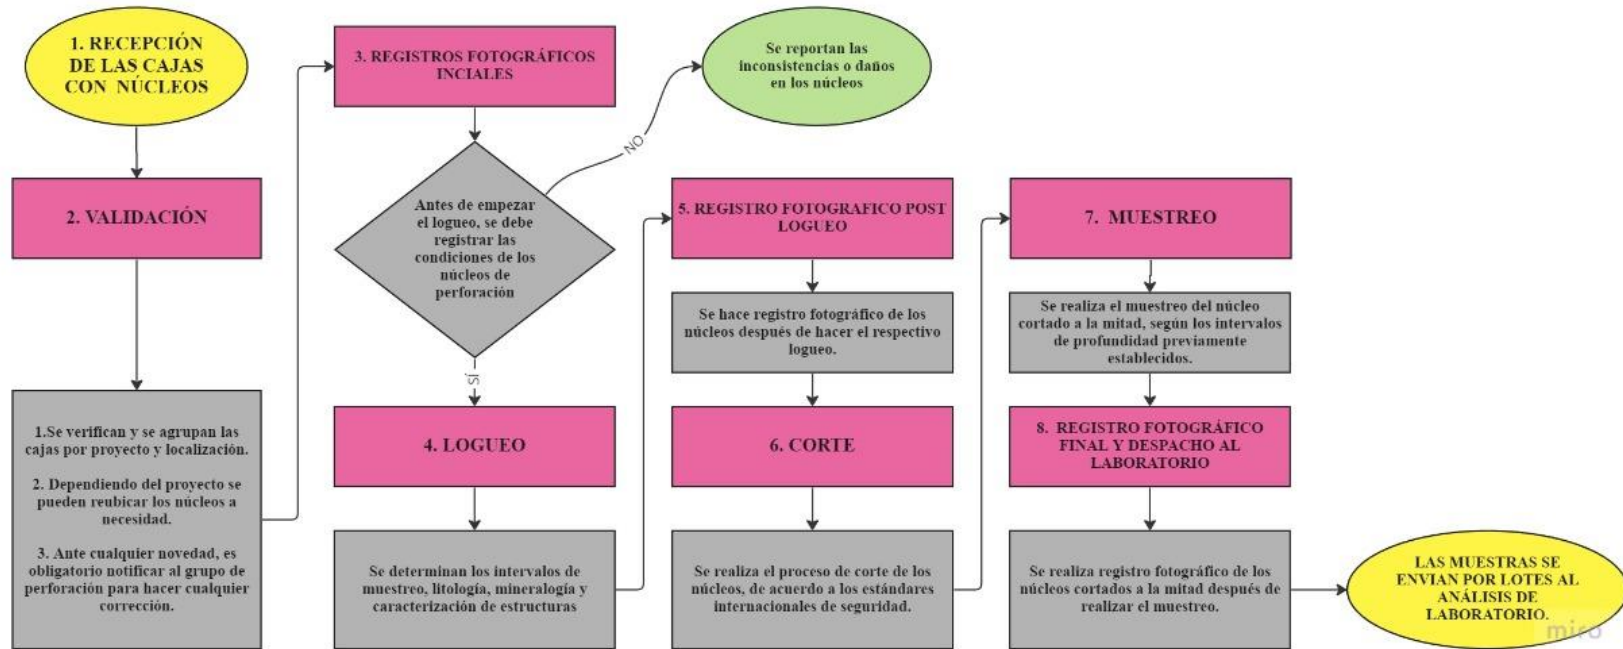 1. RECEPCIÓN
DE LAS CAJAS
CON NÚCLEOS
2. VALIDACIÓN
1.Se verifican y se agrupan las
cajas por proyecto y localización.
2. Dependiendo del proyecto se
pueden reubicar los núcleos a
necesidad.
3. Ante cualquier novedad, es
obligatorio notificar al grupo de
perforación para hacer cualquier
corrección.
3. REGISTROS FOTOGRÁFICOS
INCIALES
Antes de empezar
el logueo, se debe
registrar las
condiciones de los
núcleos de
perforación
NO
Se reportan las
inconsistencias o daños
en los núcleos
SÍ
4. LOGUEO
Se determinan los intervalos de
muestreo, litología, mineralogía y
caracterización de estructuras
5. REGISTRO FOTOGRAFICO POST
LOGUEO
Se hace registro fotográfico de los
núcleos después de hacer el respectivo
logueo.
6. CORTE
Se realiza el proceso de corte de los
núcleos, de acuerdo a los estándares
internacionales de seguridad.
7. MUESTREO
Se realiza el muestreo del núcleo
cortado a la mitad, según los intervalos
de profundidad previamente
establecidos.
8. REGISTRO FOTOGRÁFICO
FINAL Y DESPACHO AL
LABORATORIO
Se realiza registro fotográfico de los
núcleos cortados a la mitad después de
realizar el muestreo.
LAS MUESTRAS SE
ENVIAN POR LOTES AL
ANÁLISIS DE
LABORATORIO.
miro